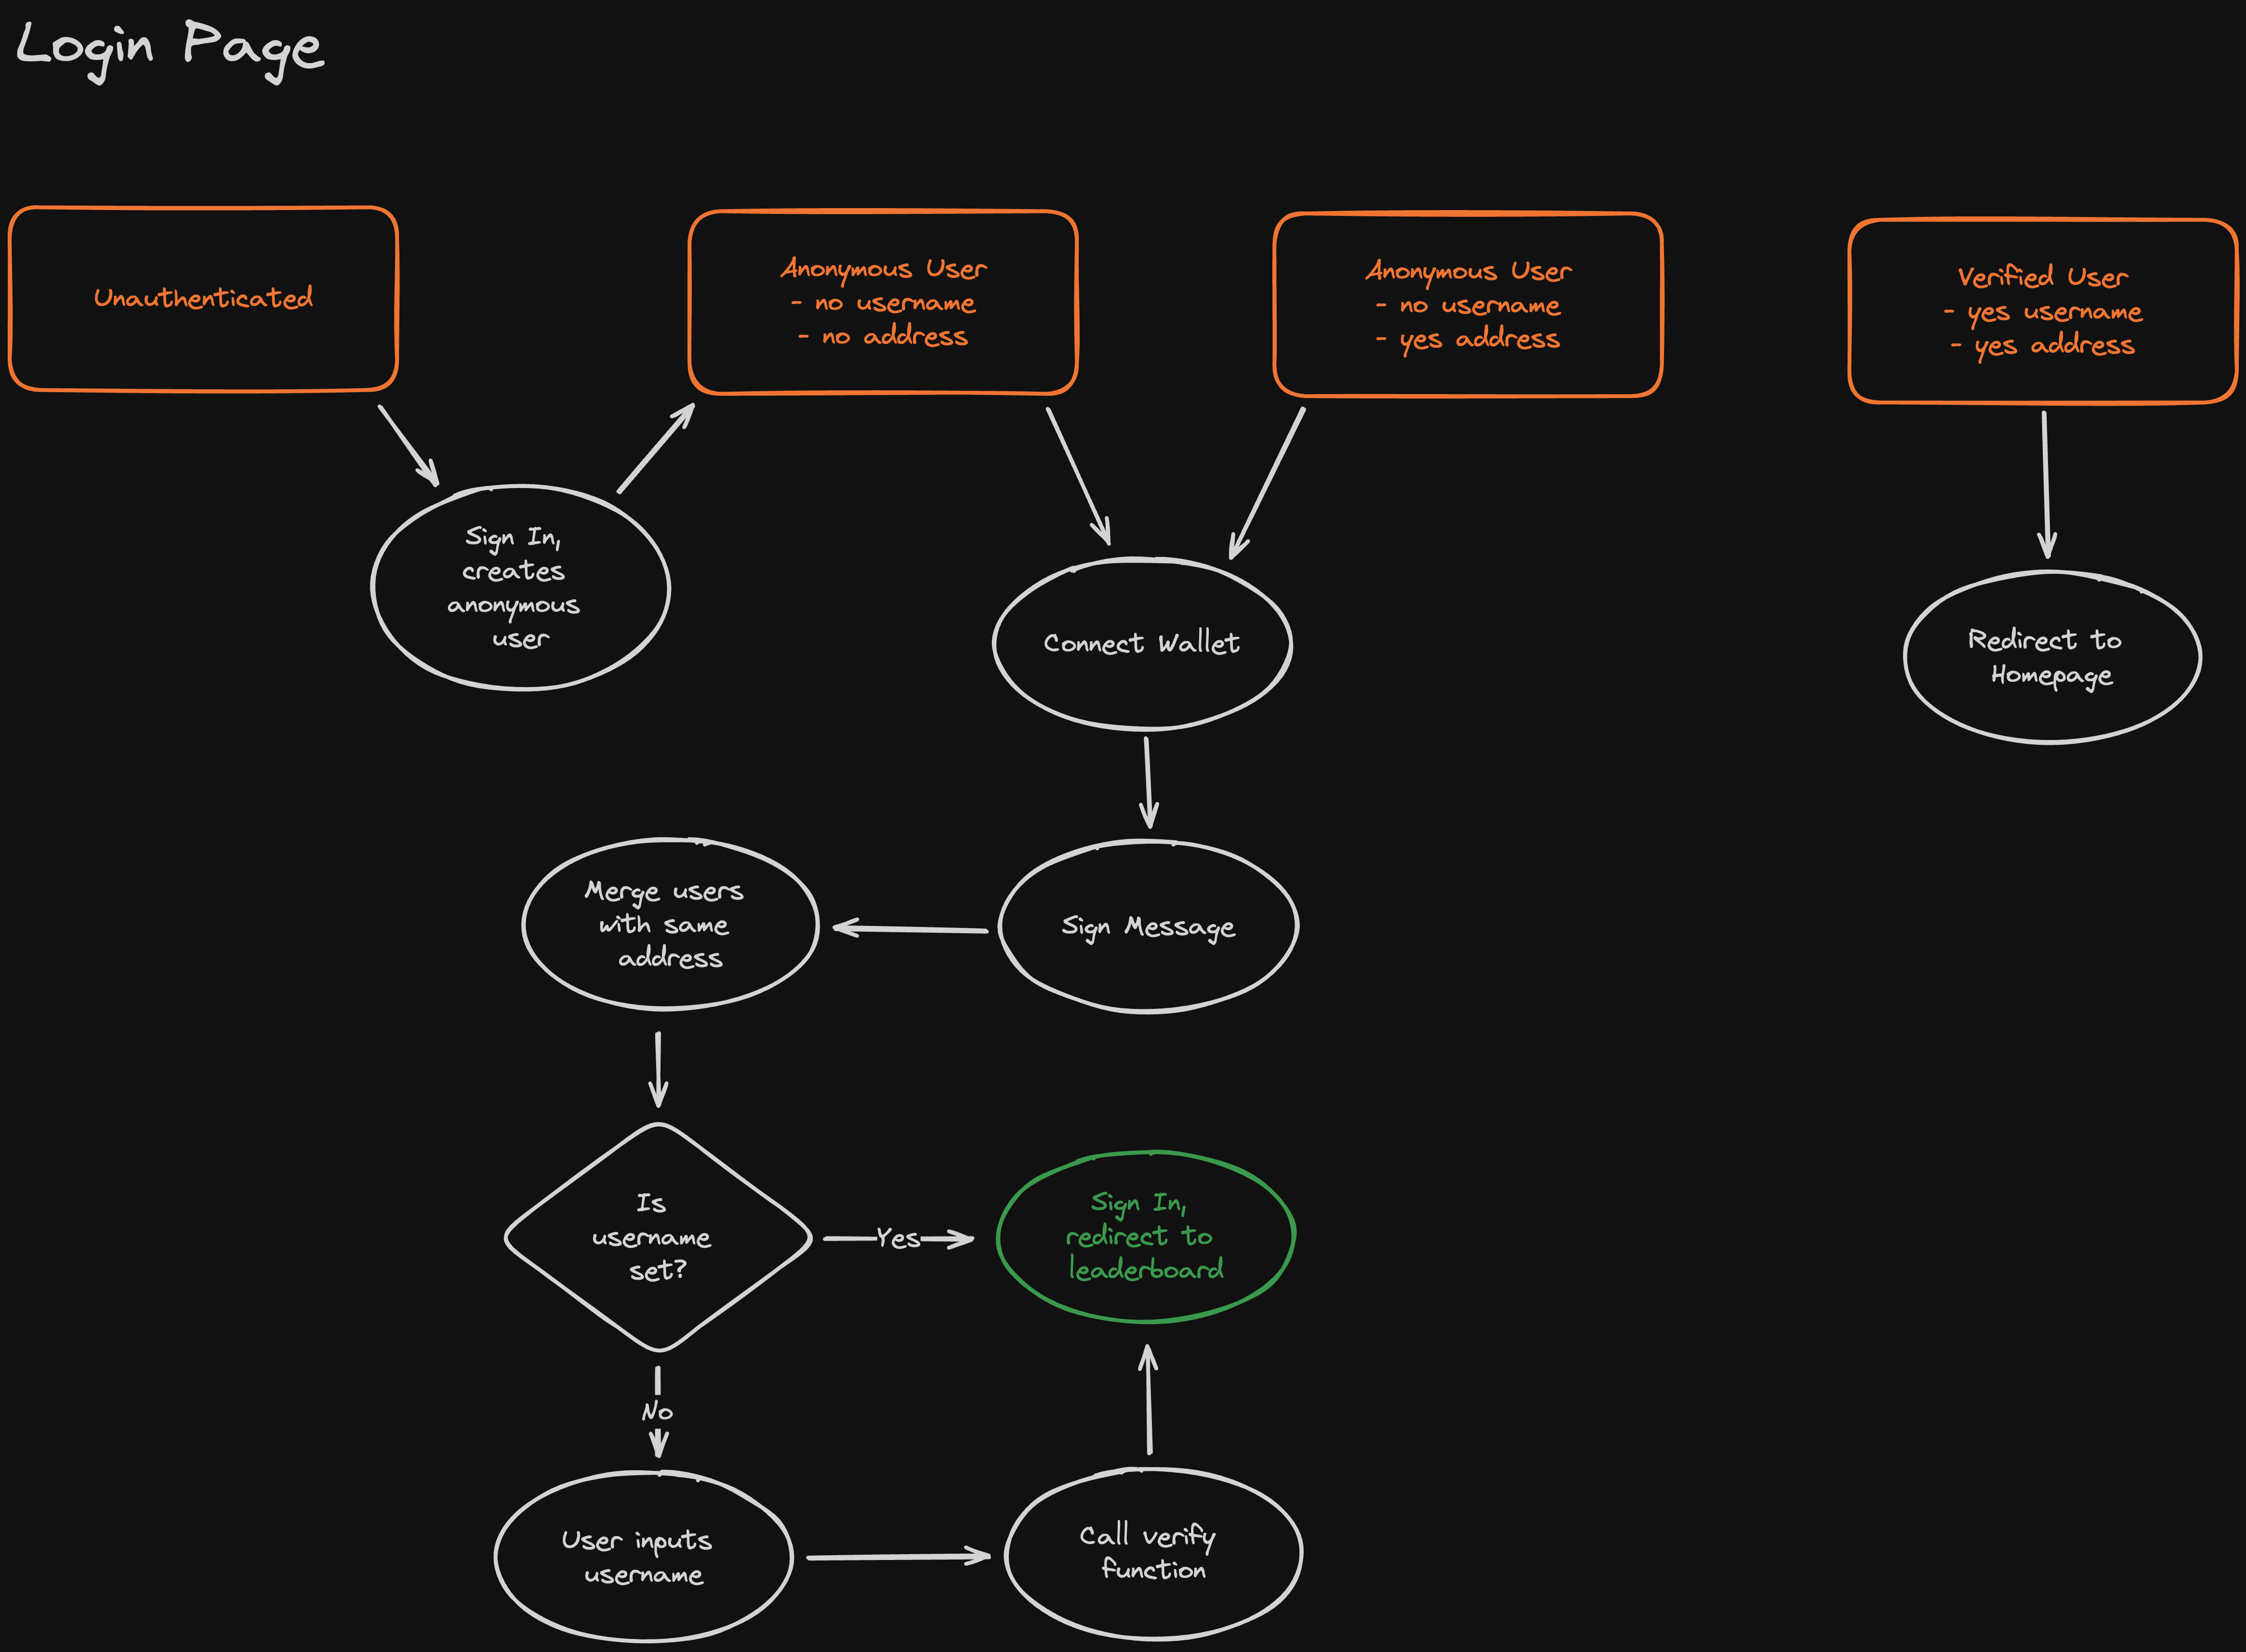 Login Page
Unauthenticated
Anonymous User
- no username
- no address
Anonymous User
- no username
- yes address
Verified User
- yes username
- yes address
Sign In,
creates
anonymous
user
Connect Wallet
Redirect to
Homepage
Merge users
with same
address
Sign Message
Is
username
set?
Yes
Sign In,
redirect to
leaderboard
No
User inputs
username
Call verify
function